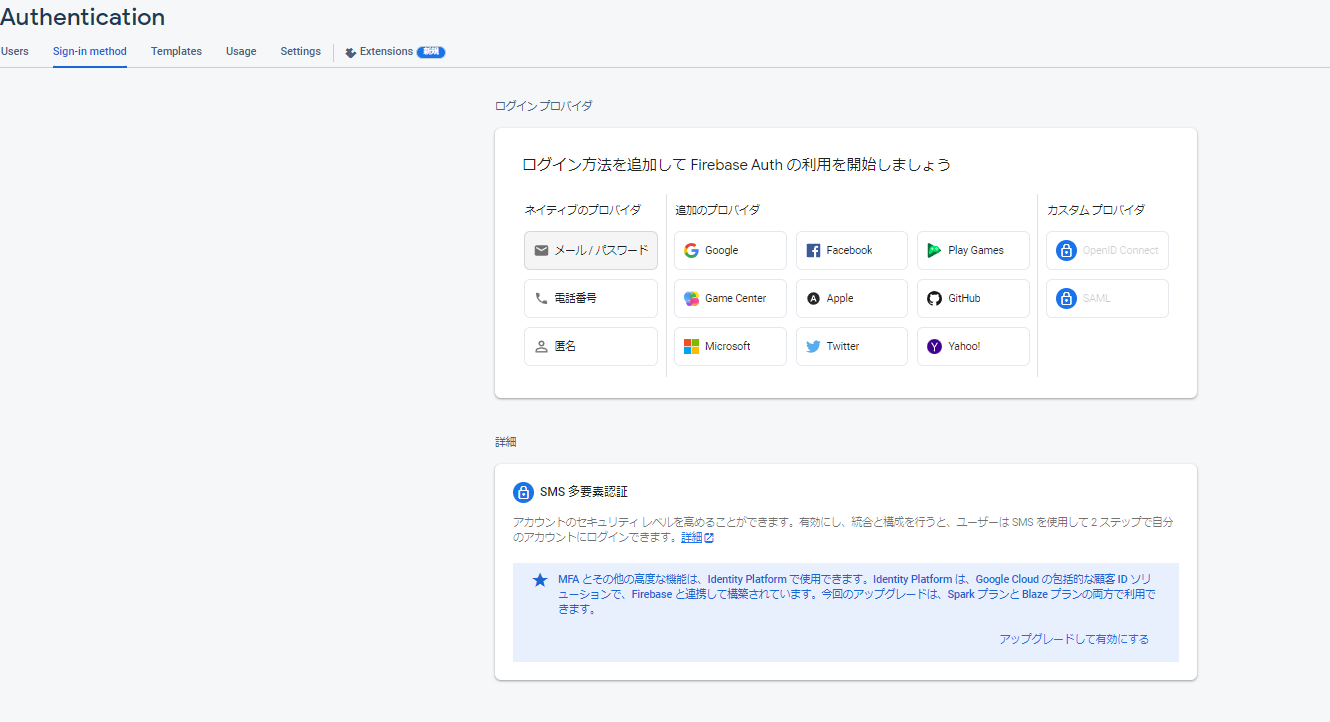 Authentication
Users Sign-in method Templates Usage Settings Extensions 新規
ログイン プロバイダ
ログイン方法を追加して Firebase Auth の利用を開始しましょう
ネイティブのプロバイダ 追加のプロバイダ カスタム プロバイダ
メール / パスワード Google Facebook Play Games OpenID Connect
電話番号 Game Center Apple GitHub SAML
匿名 Microsoft Twitter Yahoo!
詳細
SMS 多要素認証
アカウントのセキュリティ レベルを高めることができます。有効にし、統合と構成を行うと、ユーザーは SMS を使用して 2 ステップで自分
のアカウントにログインできます。詳細
MFA とその他の高度な機能は、Identity Platform で使用できます。Identity Platform は、Google Cloud の包括的な顧客 ID ソリ
ューションで、Firebase と連携して構築されています。今回のアップグレードは、Spark プランと Blaze プランの両方で利用で
きます。
アップグレードして有効にする